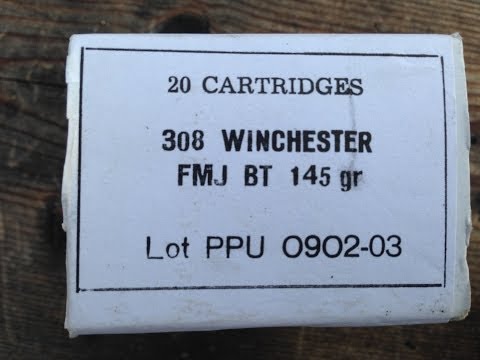 20 CARTRIDGES
308 WINCHESTER
FMJ BT 145 gr
Lot PPU 0902-03